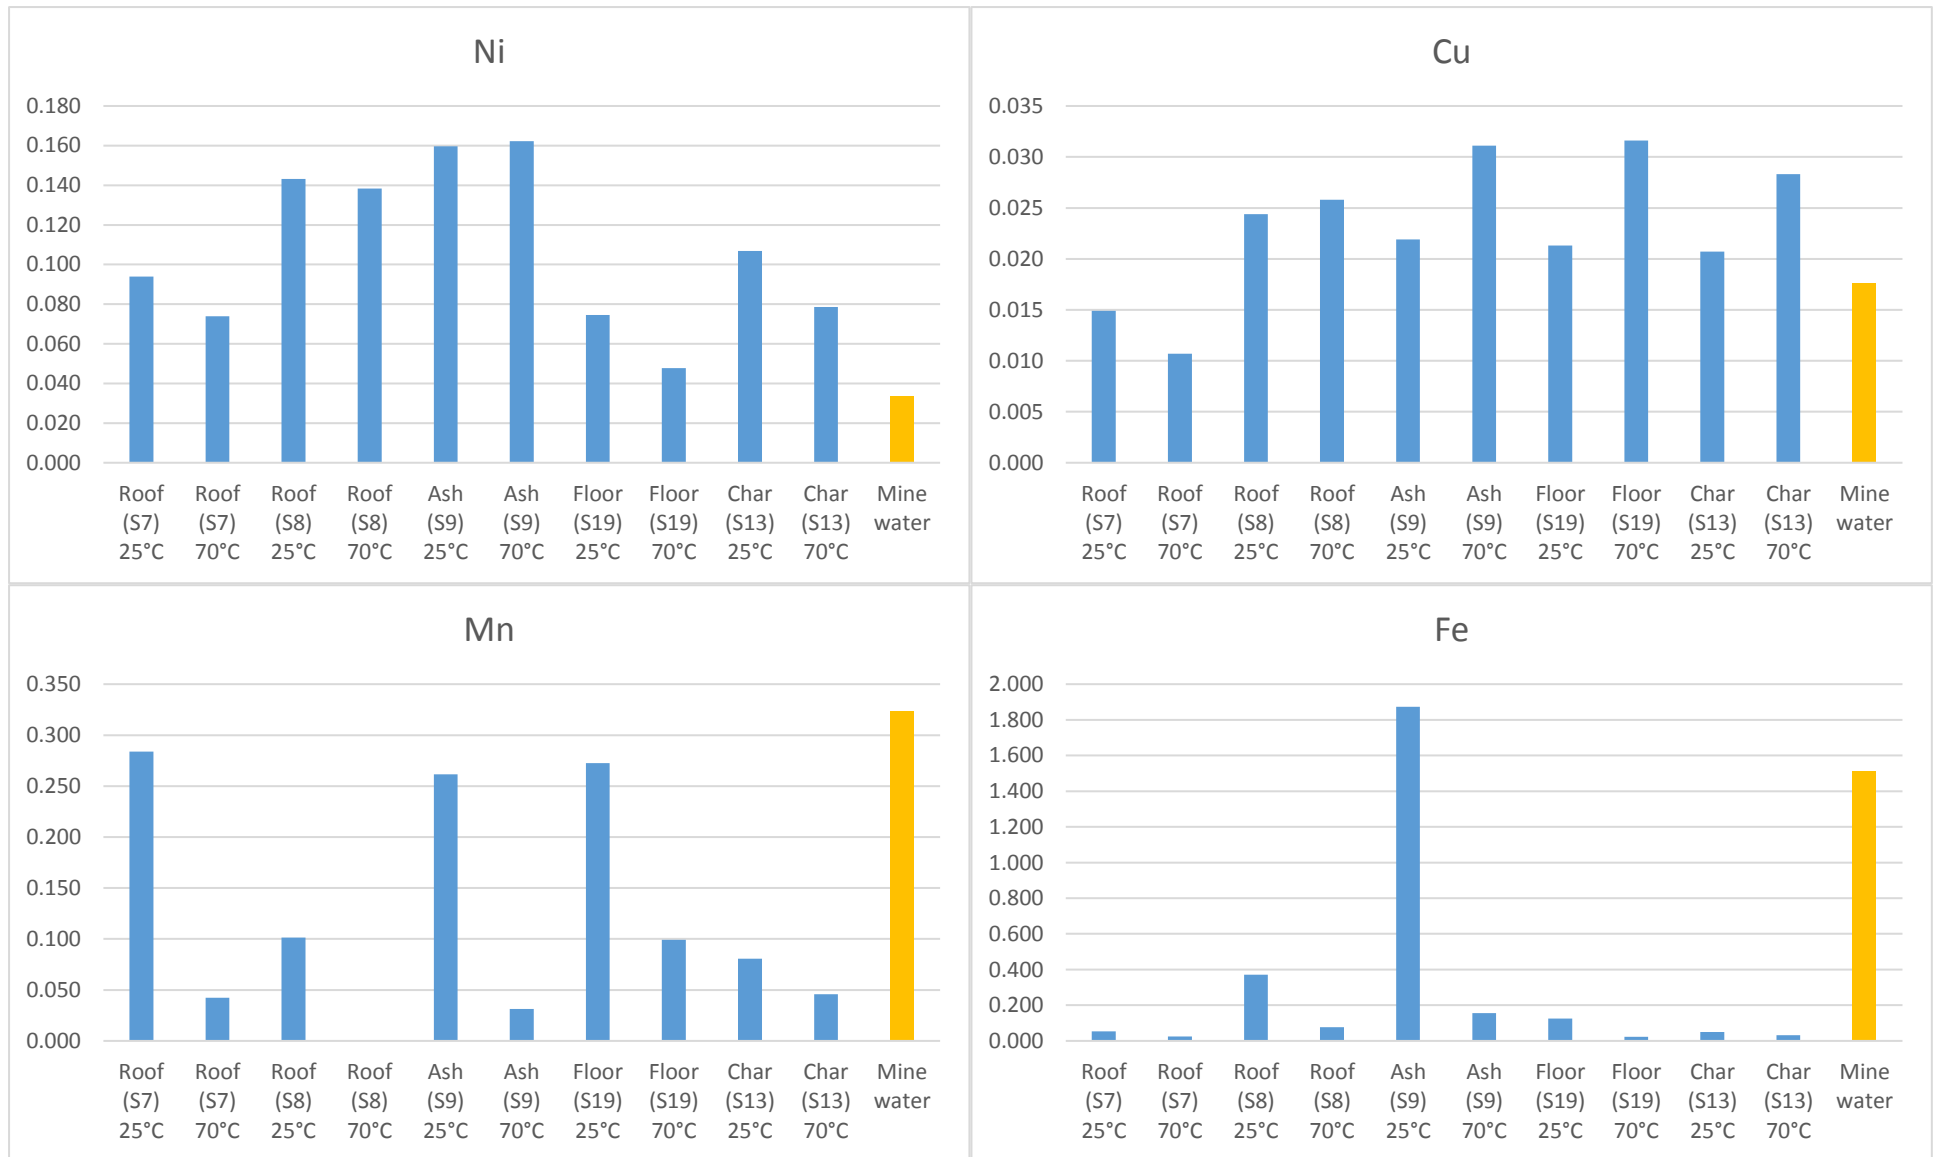 Ni
0.180
0.160
0.140
0.120
0.100
0.080
0.060
0.040
0.020
0.000
Roof Roof Roof Roof Ash Ash Floor Floor Char Char Mine
(S7) (S7) (S8) (S8) (S9) (S9) (S19) (S19) (S13) (S13) water
25°C 70°C 25°C 70°C 25°C 70°C 25°C 70°C 25°C 70°C
Cu
0.035
0.030
0.025
0.020
0.015
0.010
0.005
0.000
Roof Roof Roof Roof Ash Ash Floor Floor Char Char Mine
(S7) (S7) (S8) (S8) (S9) (S9) (S19) (S19) (S13) (S13) water
25°C 70°C 25°C 70°C 25°C 70°C 25°C 70°C 25°C 70°C
Mn
0.350
0.300
0.250
0.200
0.150
0.100
0.050
0.000
Roof Roof Roof Roof Ash Ash Floor Floor Char Char Mine
(S7) (S7) (S8) (S8) (S9) (S9) (S19) (S19) (S13) (S13) water
25°C 70°C 25°C 70°C 25°C 70°C 25°C 70°C 25°C 70°C
Fe
2.000
1.800
1.600
1.400
1.200
1.000
0.800
0.600
0.400
0.200
0.000
Roof Roof Roof Roof Ash Ash Floor Floor Char Char Mine
(S7) (S7) (S8) (S8) (S9) (S9) (S19) (S19) (S13) (S13) water
25°C 70°C 25°C 70°C 25°C 70°C 25°C 70°C 25°C 70°C